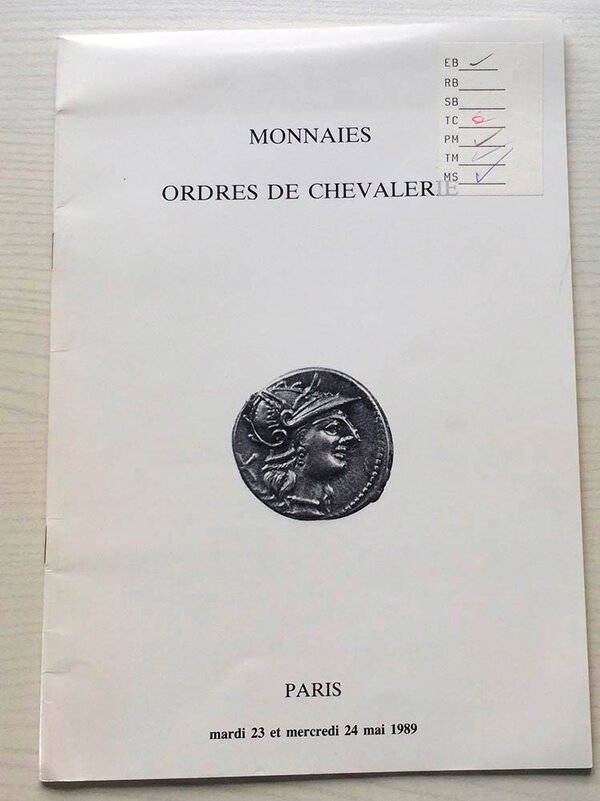 EB
RB
SB
TC
PM
TM
MS
MONNAIES
ORDRES DE CHEVALERIE
PARIS
mardi 23 et mercredi 24 mai 1989